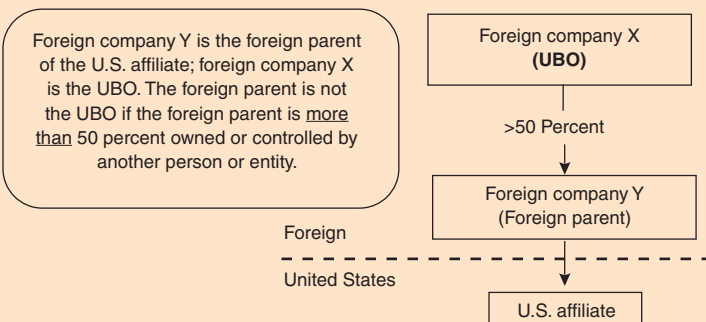 Foreign company Y is the foreign parent
of the U.S. affiliate; foreign company X
is the UBO. The foreign parent is not
the UBO if the foreign parent is more
than 50 percent owned or controlled by
another person or entity.
Foreign company X
(UBO)
>50 Percent
Foreign company Y
(Foreign parent)
Foreign
United States
U.S. affiliate